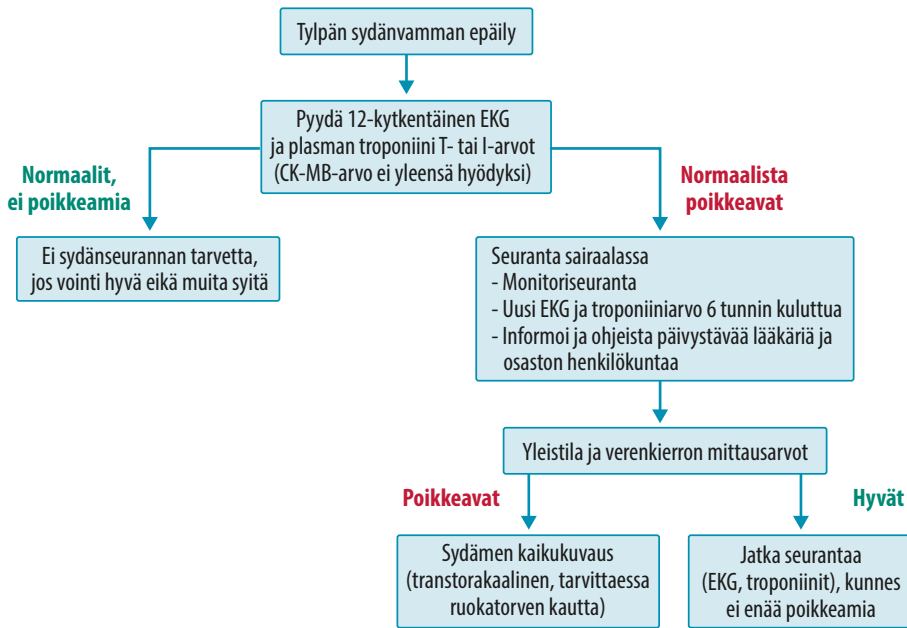 Tylpän sydänvamman epäily
Pyydä 12-kytkentäinen EKG
ja plasman troponiini T- tai I-arvot
(CK-MB-arvo ei yleensä hyödyksi)
Normaalit,
ei poikkeamia
Normaalista
poikkeavat
Ei sydänseurannan tarvetta,
jos vointi hyvä eikä muita syitä
Seuranta sairaalassa
- Monitoriseuranta
- Uusi EKG ja troponiiniarvo 6 tunnin kuluttua
- Informoi ja ohjeista päivystävää lääkäriä ja
osaston henkilökuntaa
Yleistila ja verenkierron mittausarvot
Poikkeavat
Hyvät
Sydämen kaikukuvaus
(transtorakaalinen, tarvittaessa
ruokatorven kautta)
Jatka seurantaa
(EKG, troponiinit), kunnes
ei enää poikkeamia